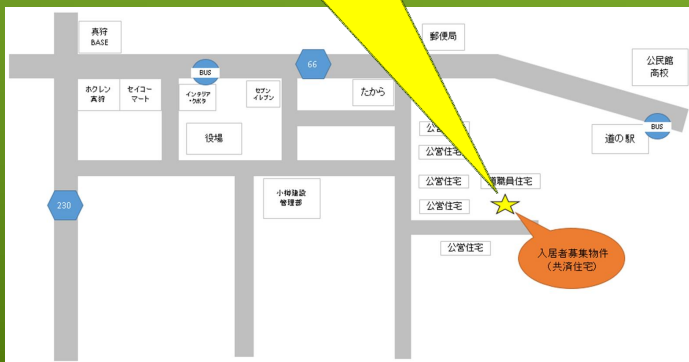 真狩
BASE
郵便局
公民館
高校
66
BUS
ホクレン
真狩
セイコー
マート
インタリア
・クボタ
セブン
イレブン
たから
役場
BUS
道の駅
公営住宅
公営住宅
職員住宅
公営住宅
小樽建設
管理部
230
公営住宅
公営住宅
入居者募集物件
（共済住宅）